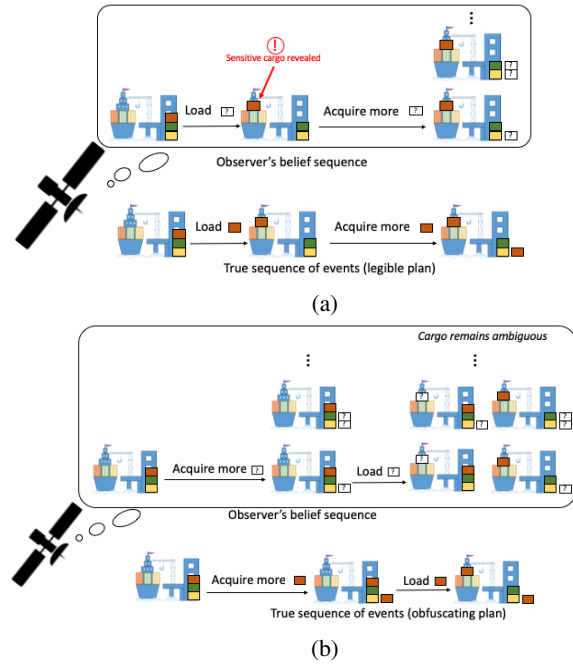 ⋮
!
Sensitive cargo revealed
?
?
Load ?
Acquire more ?
?
Observer's belief sequence
Load
Acquire more
True sequence of events (legible plan)
(a)
Cargo remains ambiguous
⋮
⋮
?
?
?
?
?
?
Acquire more ?
Load ?
?
?
?
Observer's belief sequence
Acquire more
Load
True sequence of events (obfuscating plan)
(b)